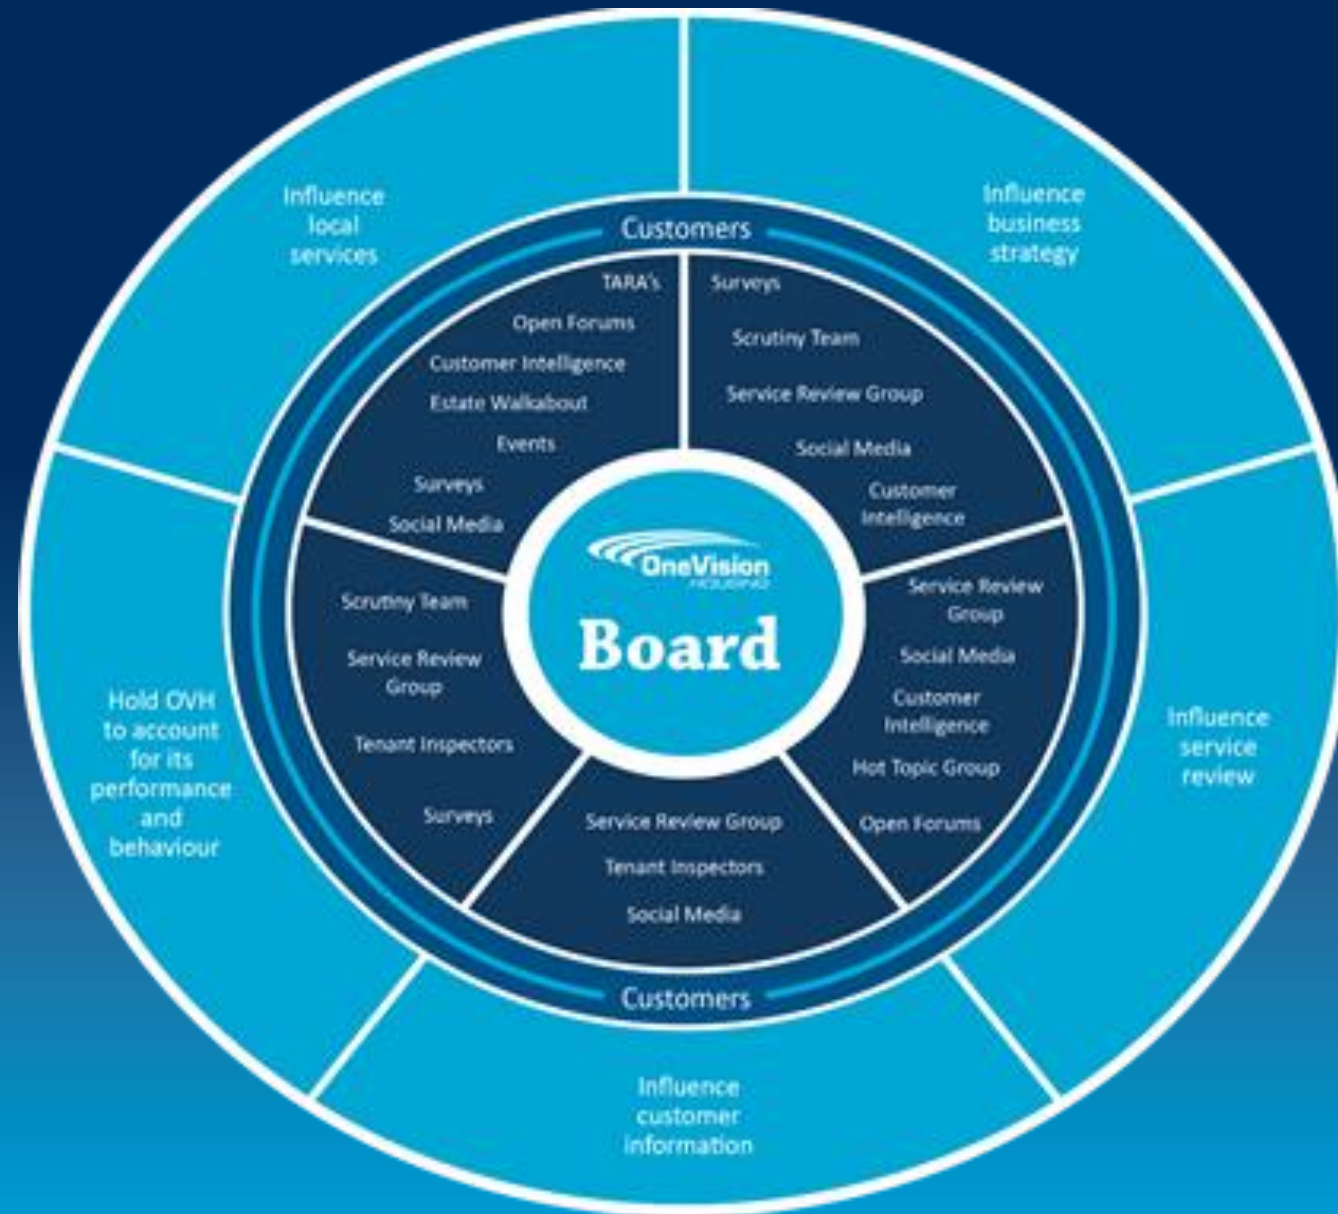 Influence
local
services
Influence
business
strategy
Customers
TARA's
Open Forums
Customer Intelligence
Estate Walkabout
Events
Surveys
Social Media
Surveys
Scrutiny Team
Service Review Group
Social Media
Customer
Intelligence
OneVision
HOUSING
Board
Scrutiny Team
Service Review
Group
Tenant Inspectors
Surveys
Service Review
Group
Social Media
Customer
Intelligence
Hot Topic Group
Open Forums
Service Review Group
Tenant Inspectors
Social Media
Hold OVH
to account
for its
performance
and
behaviour
Influence
service
review
Customers
Influence
customer
information